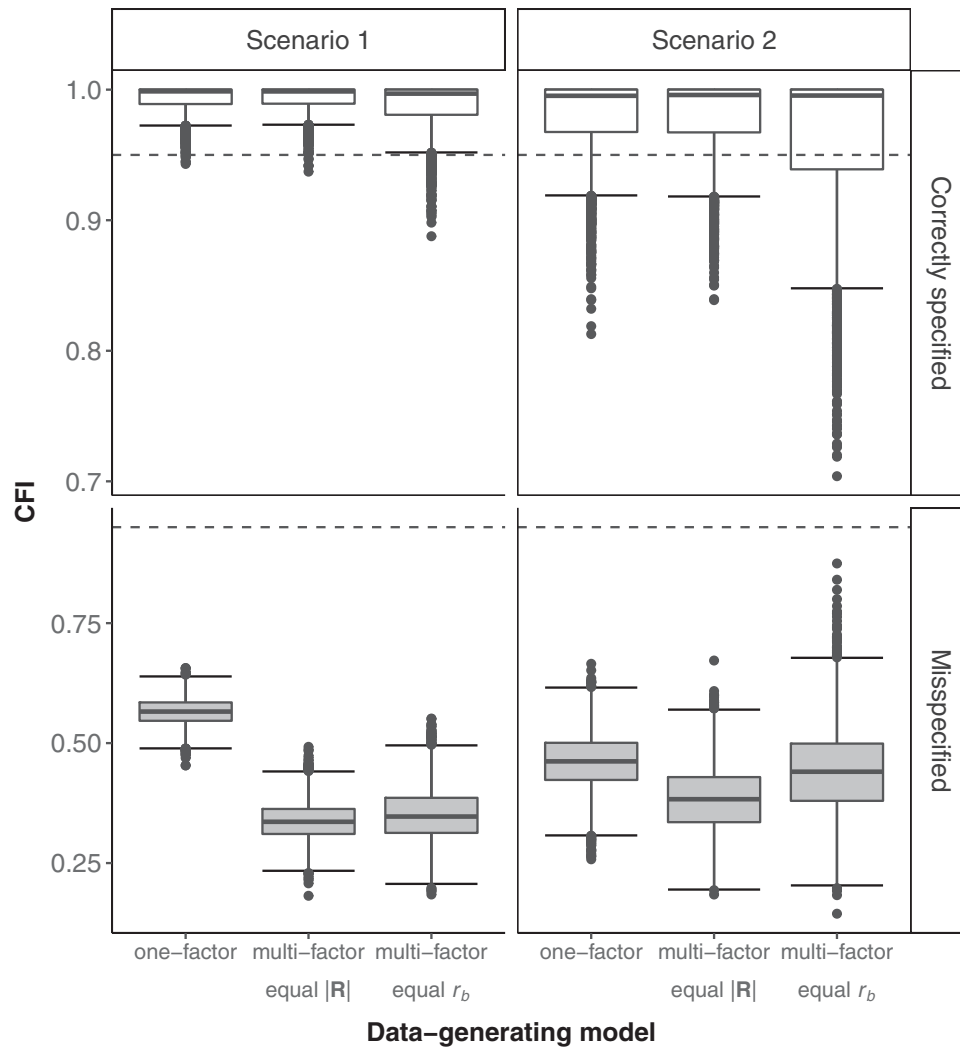 Scenario 1
Scenario 2
1.0
0.9
0.8
0.7
Correctly specified
CFI
0.75
0.50
0.25
Misspecified
one−factor
multi−factor
equal |R|
multi−factor
equal r_b
one−factor
multi−factor
equal |R|
multi−factor
equal r_b
Data−generating model